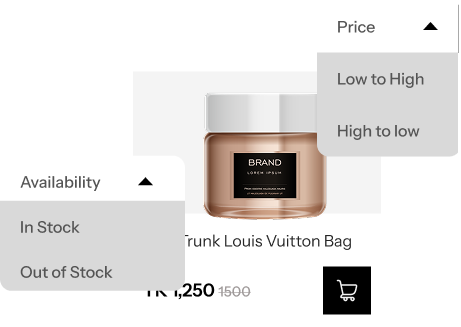 Price
Low to High
High to low
BRAND
LOREM IPSUM
Availability
In Stock
Out of Stock
Trunk Louis Vuitton Bag
TK 1,250 1500